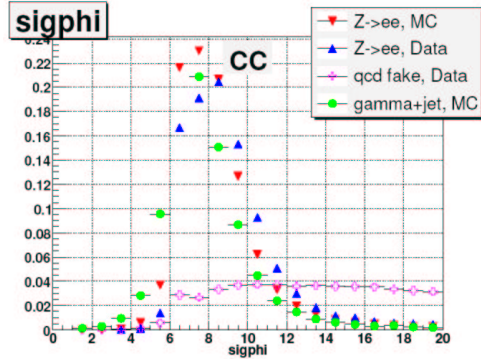 sigphi
CC
Z->ee, MC
Z->ee, Data
qcd fake, Data
gamma+jet, MC
0.24
0.22
0.2
0.18
0.16
0.14
0.12
0.1
0.08
0.06
0.04
0.02
0
0 2 4 6 8 10 12 14 16 18 20
sigphi